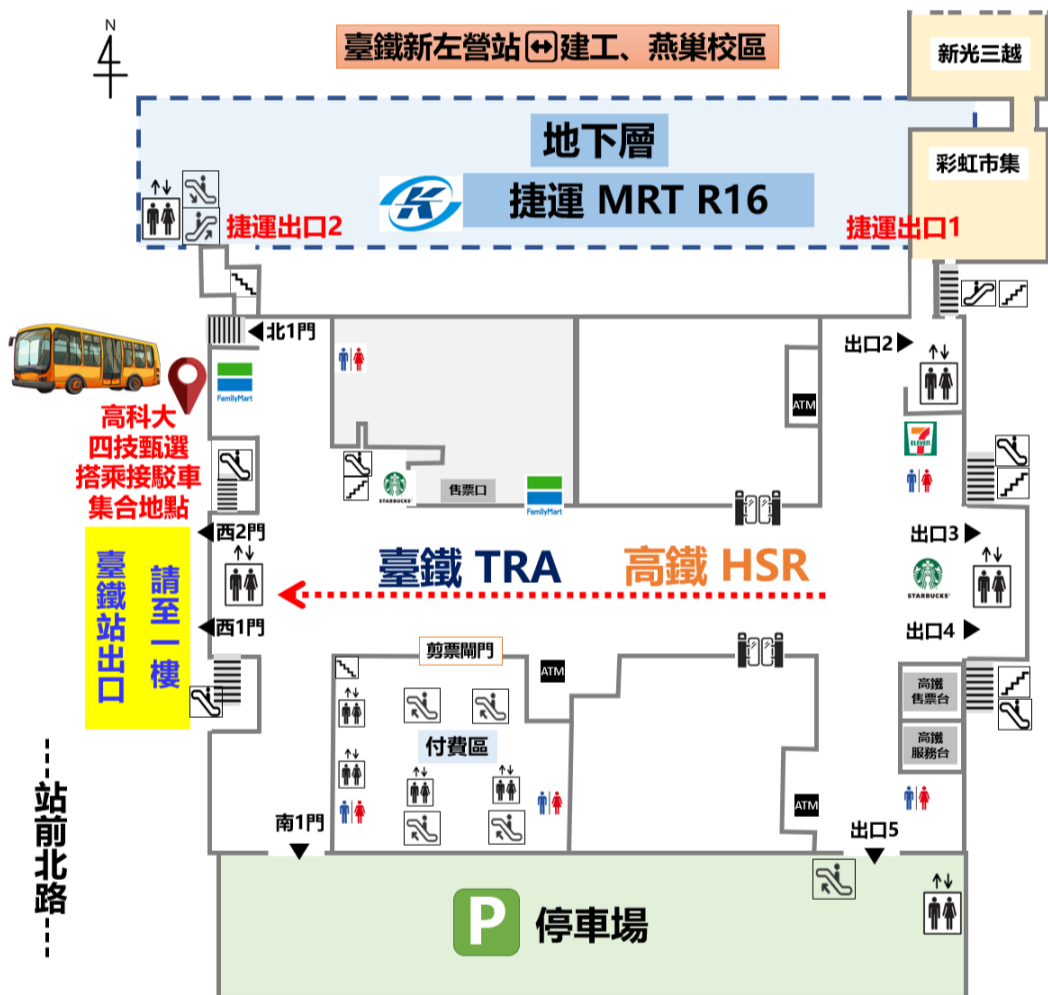 N
臺鐵新左營站↔建工、燕巢校區
新光三越
地下層
彩虹市集
捷運 MRT R16
K
捷運出口2
捷運出口1
北1門
出口2
FamilyMart
ATM
高科大
四技甄選
搭乘接駁車
集合地點
7
ELEVEN
STARBUCKS
售票口
FamilyMart
西2門
出口3
臺鐵 TRA
高鐵 HSR
STARBUCKS
請至一樓
臺鐵站出口
西1門
出口4
剪票閘門
ATM
高鐵
售票台
付費區
高鐵
服務台
站前北路
ATM
南1門
出口5
P
停車場